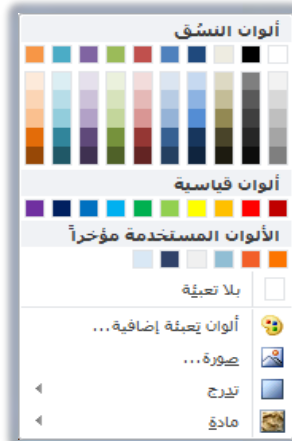 ألوان النسُق
ألوان قياسية
الألوان المستخدمة مؤخراً
بلا تعبئة
ألوان تعبئة إضافية...
صورة...
تدرج
مادة